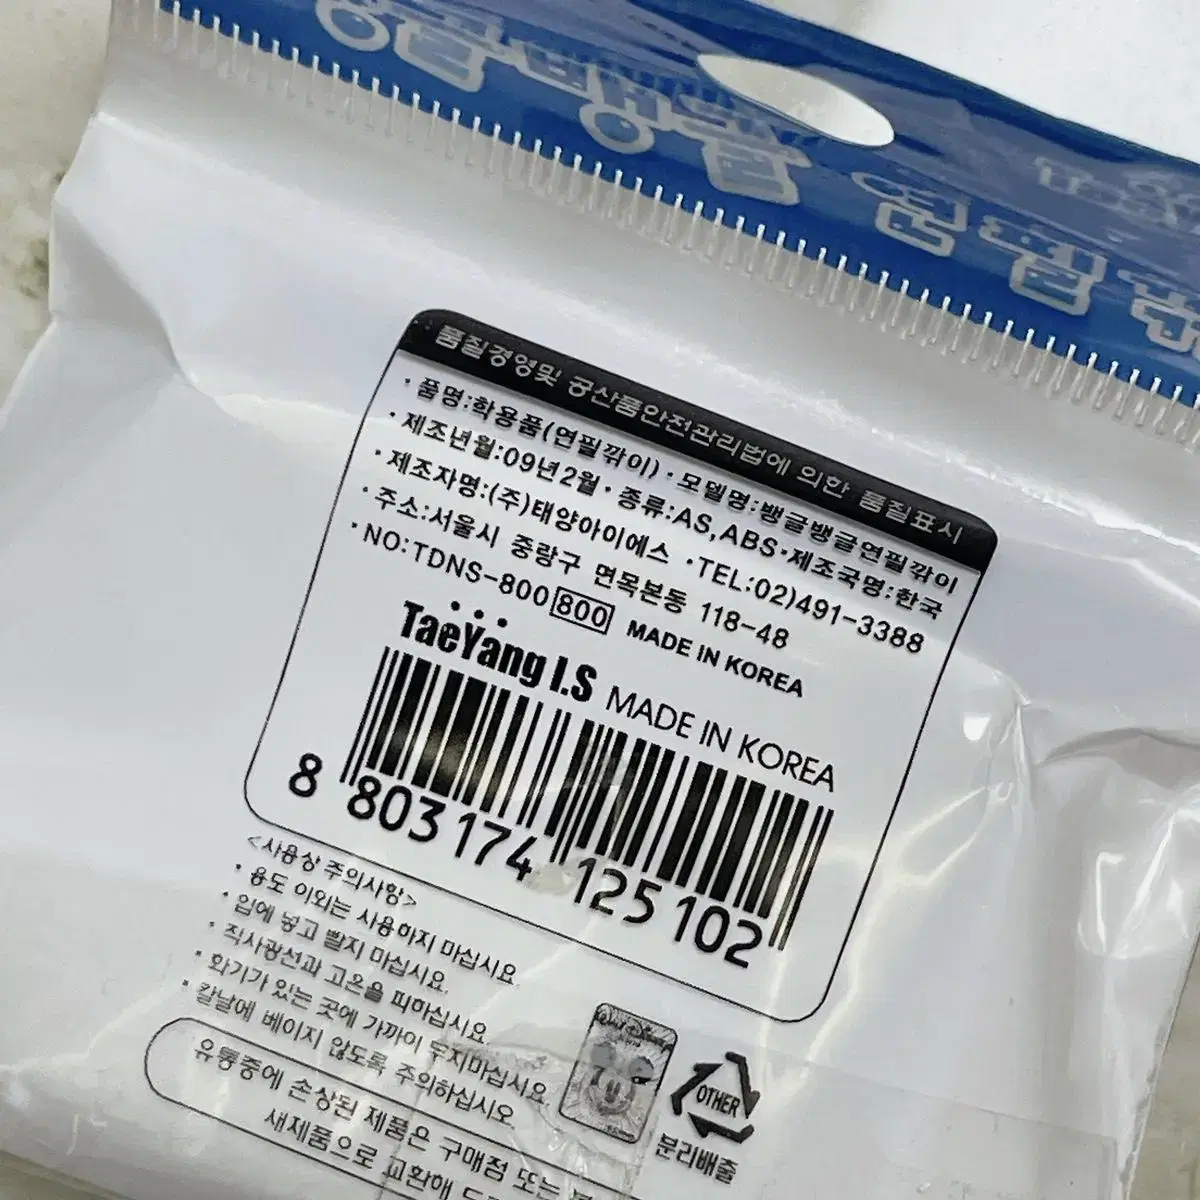 품질경영및 공산품안전관리법에 의한 품질표시
· 품명:학용품(연필깎이) · 모델명:뱅글뱅글연필깎이
· 제조년월:09년2월 · 종류:AS,ABS · 제조국명:한국
· 제조자명:(주)태양아이에스 · TEL:02)491-3388
· 주소:서울시 중랑구 면목본동 118-48
· NO:TDNS-800 800 MADE IN KOREA
TaeYang I.S MADE IN KOREA
8 803174 125102
<사용상 주의사항>
· 용도 이외는 사용하지 마십시요.
· 입에 넣고 빨지 마십시요.
· 직사광선과 고온을 피하십시요.
· 화기가 있는 곳에 가까이 두지마십시요.
· 칼날에 베이지 않도록 주의하십시오
유통중에 손상된 제품은 구매점 또는
새제품으로 교환해
OTHER
분리배출